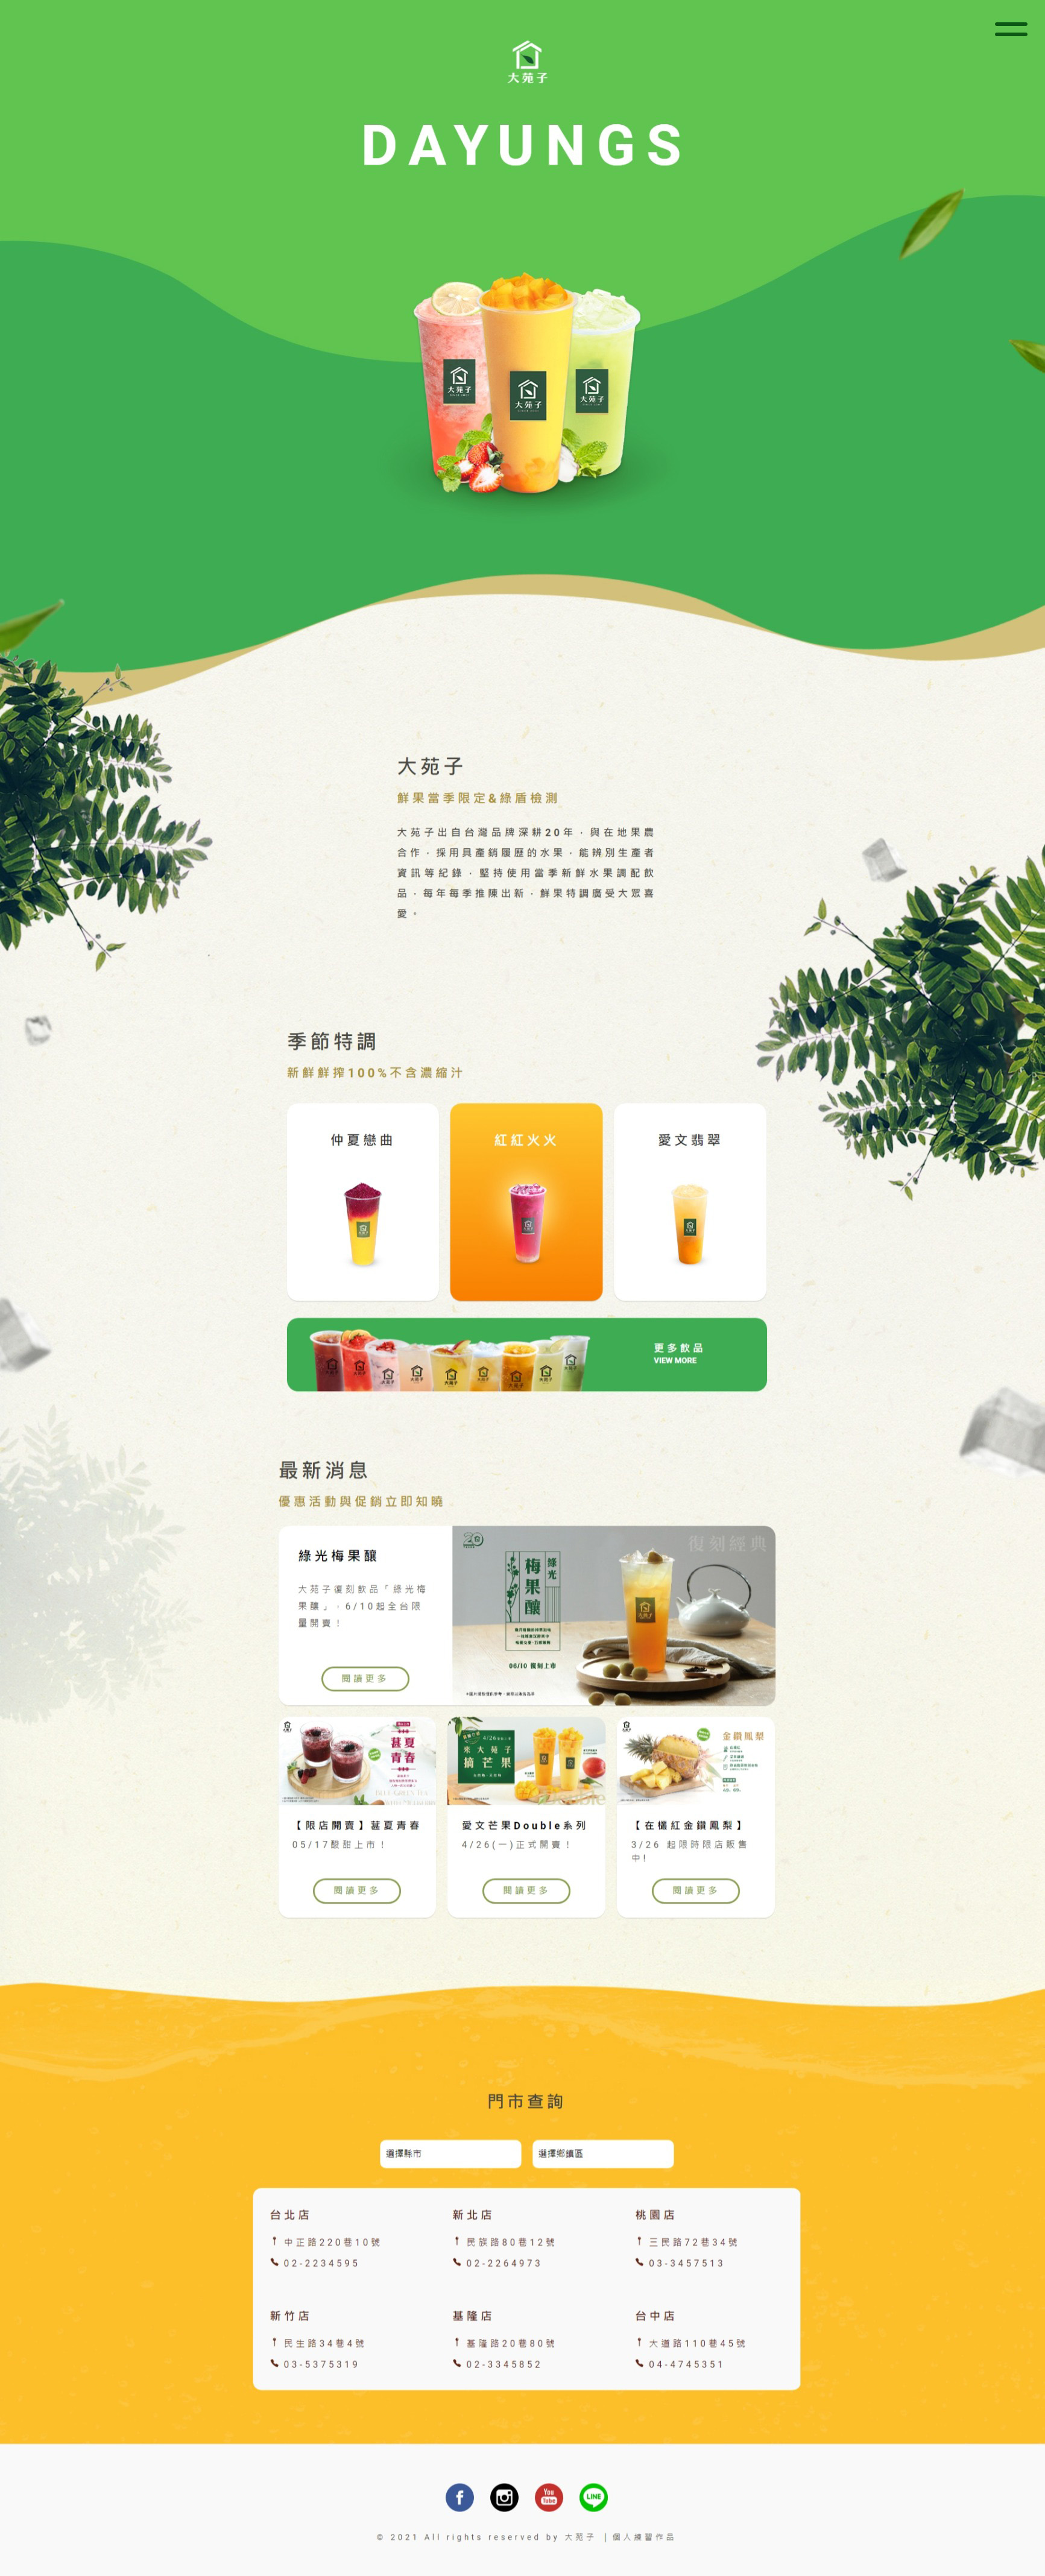 大苑子
DAYUNGS
大苑子
大苑子
大苑子
大苑子
鮮果當季限定&綠盾檢測
大苑子出自台灣品牌深耕20年，與在地果農
合作，採用具產銷履歷的水果，能辨別生產者
資訊等紀錄，堅持使用當季新鮮水果調配飲
品，每年每季推陳出新，鮮果特調廣受大眾喜
愛。
季節特調
新鮮鮮搾100%不含濃縮汁
仲夏戀曲
紅紅火火
愛文翡翠
更多飲品
VIEW MORE
最新消息
優惠活動與促銷立即知曉
綠光梅果釀
大苑子復刻飲品「綠光梅
果釀」，6/10起全台限
量開賣！
閱讀更多
復刻經典
綠光
梅果釀
06/10 復刻上市
甚夏
青春
4/26
來大苑子
摘芒果
金鑽鳳梨
【限店開賣】甚夏青春
05/17靚甜上市！
閱讀更多
愛文芒果Double系列
4/26(一)正式開賣！
閱讀更多
【在欉紅金鑽鳳梨】
3/26 起限時限店販售
中!
閱讀更多
門市查詢
選擇縣市
選擇鄉鎮區
台北店
中正路220巷10號
02-2234595
新北店
民族路80巷12號
02-2264973
桃園店
三民路72巷34號
03-3457513
新竹店
民生路34巷4號
03-5375319
基隆店
基隆路20巷80號
02-3345852
台中店
大道路110巷45號
04-4745351
You
Tube
LINE
© 2021 All rights reserved by 大苑子 ｜個人練習作品